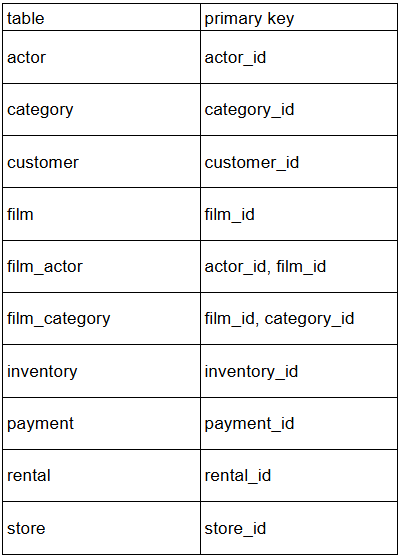 table primary key
actor actor_id
category category_id
customer customer_id
film film_id
film_actor actor_id, film_id
film_category film_id, category_id
inventory inventory_id
payment payment_id
rental rental_id
store store_id